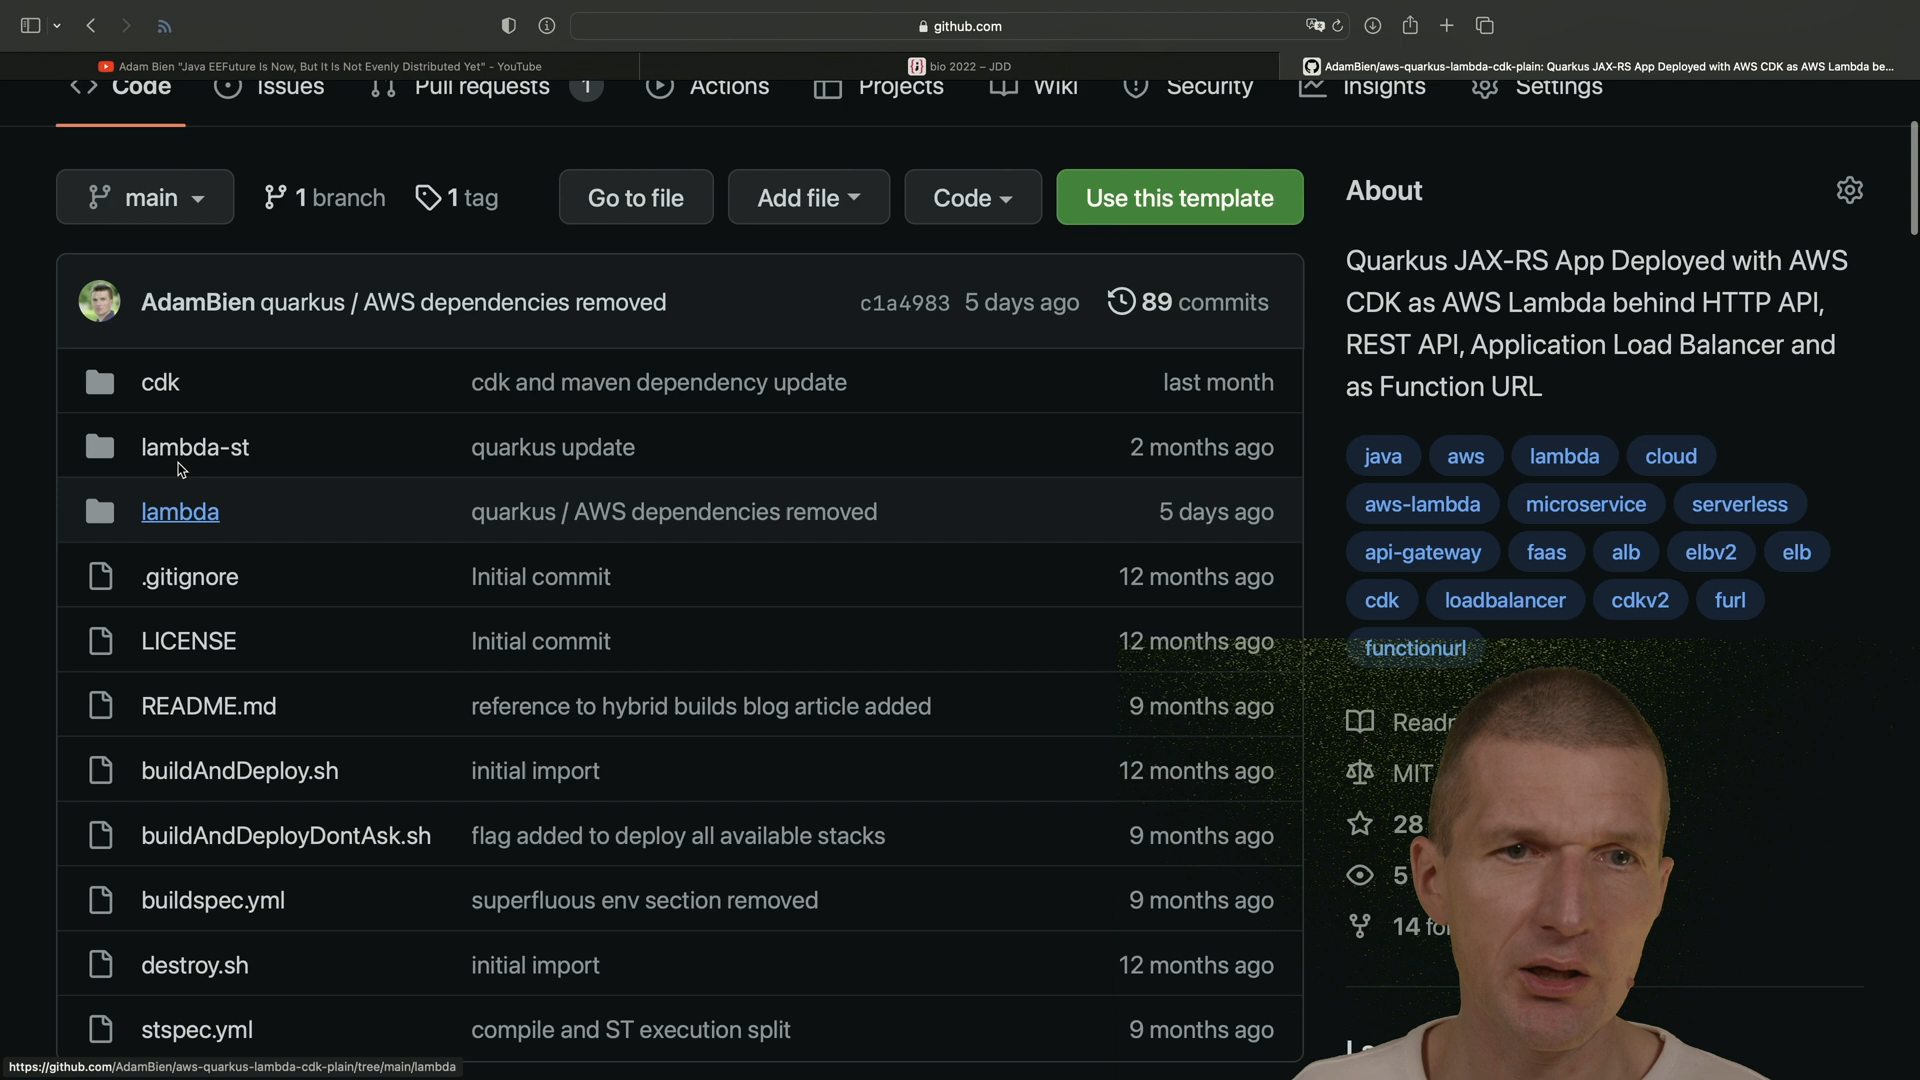 github.com
Adam Bien "Java EEFuture Is Now, But It Is Not Evenly Distributed Yet" - YouTube
bio 2022 – JDD
AdamBien/aws-quarkus-lambda-cdk-plain: Quarkus JAX-RS App Deployed with AWS CDK as AWS Lambda be...
Code
Issues
Pull requests 1
Actions
Projects
Wiki
Security
Insights
Settings
main
1 branch
1 tag
Go to file
Add file
Code
Use this template
AdamBien quarkus / AWS dependencies removed c1a4983 5 days ago 89 commits
cdk cdk and maven dependency update last month
lambda-st quarkus update 2 months ago
lambda quarkus / AWS dependencies removed 5 days ago
.gitignore Initial commit 12 months ago
LICENSE Initial commit 12 months ago
README.md reference to hybrid builds blog article added 9 months ago
buildAndDeploy.sh initial import 12 months ago
buildAndDeployDontAsk.sh flag added to deploy all available stacks 9 months ago
buildspec.yml superfluous env section removed 9 months ago
destroy.sh initial import 12 months ago
stspec.yml compile and ST execution split 9 months ago
About
Quarkus JAX-RS App Deployed with AWS
CDK as AWS Lambda behind HTTP API,
REST API, Application Load Balancer and
as Function URL
java aws lambda cloud
aws-lambda microservice serverless
api-gateway faas alb elbv2 elb
cdk loadbalancer cdkv2 furl
functionurl
MIT
28
5
14
https://github.com/AdamBien/aws-quarkus-lambda-cdk-plain/tree/main/lambda